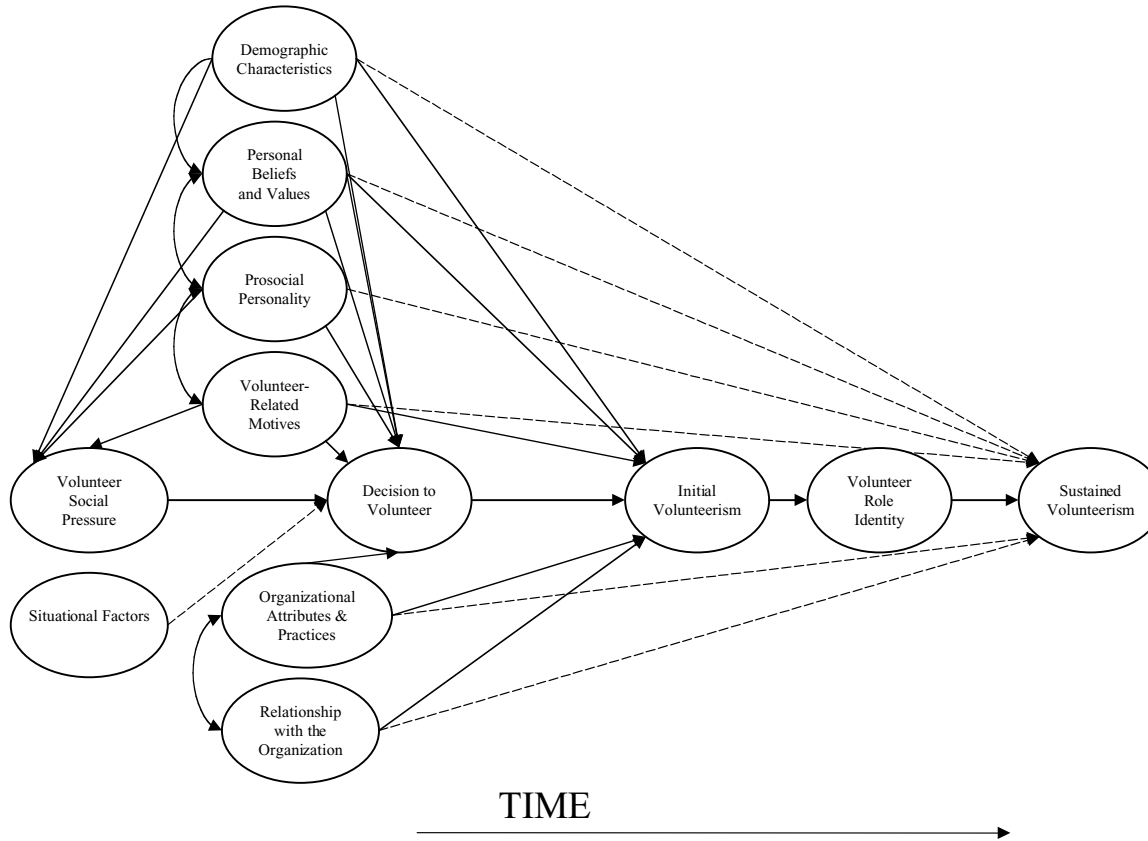 Demographic
Characteristics
Personal
Beliefs
and Values
Prosocial
Personality
Volunteer-
Related
Motives
Volunteer
Social
Pressure
Decision to
Volunteer
Initial
Volunteerism
Volunteer
Role
Identity
Sustained
Volunteerism
Situational Factors
Organizational
Attributes &
Practices
Relationship
with the
Organization
TIME